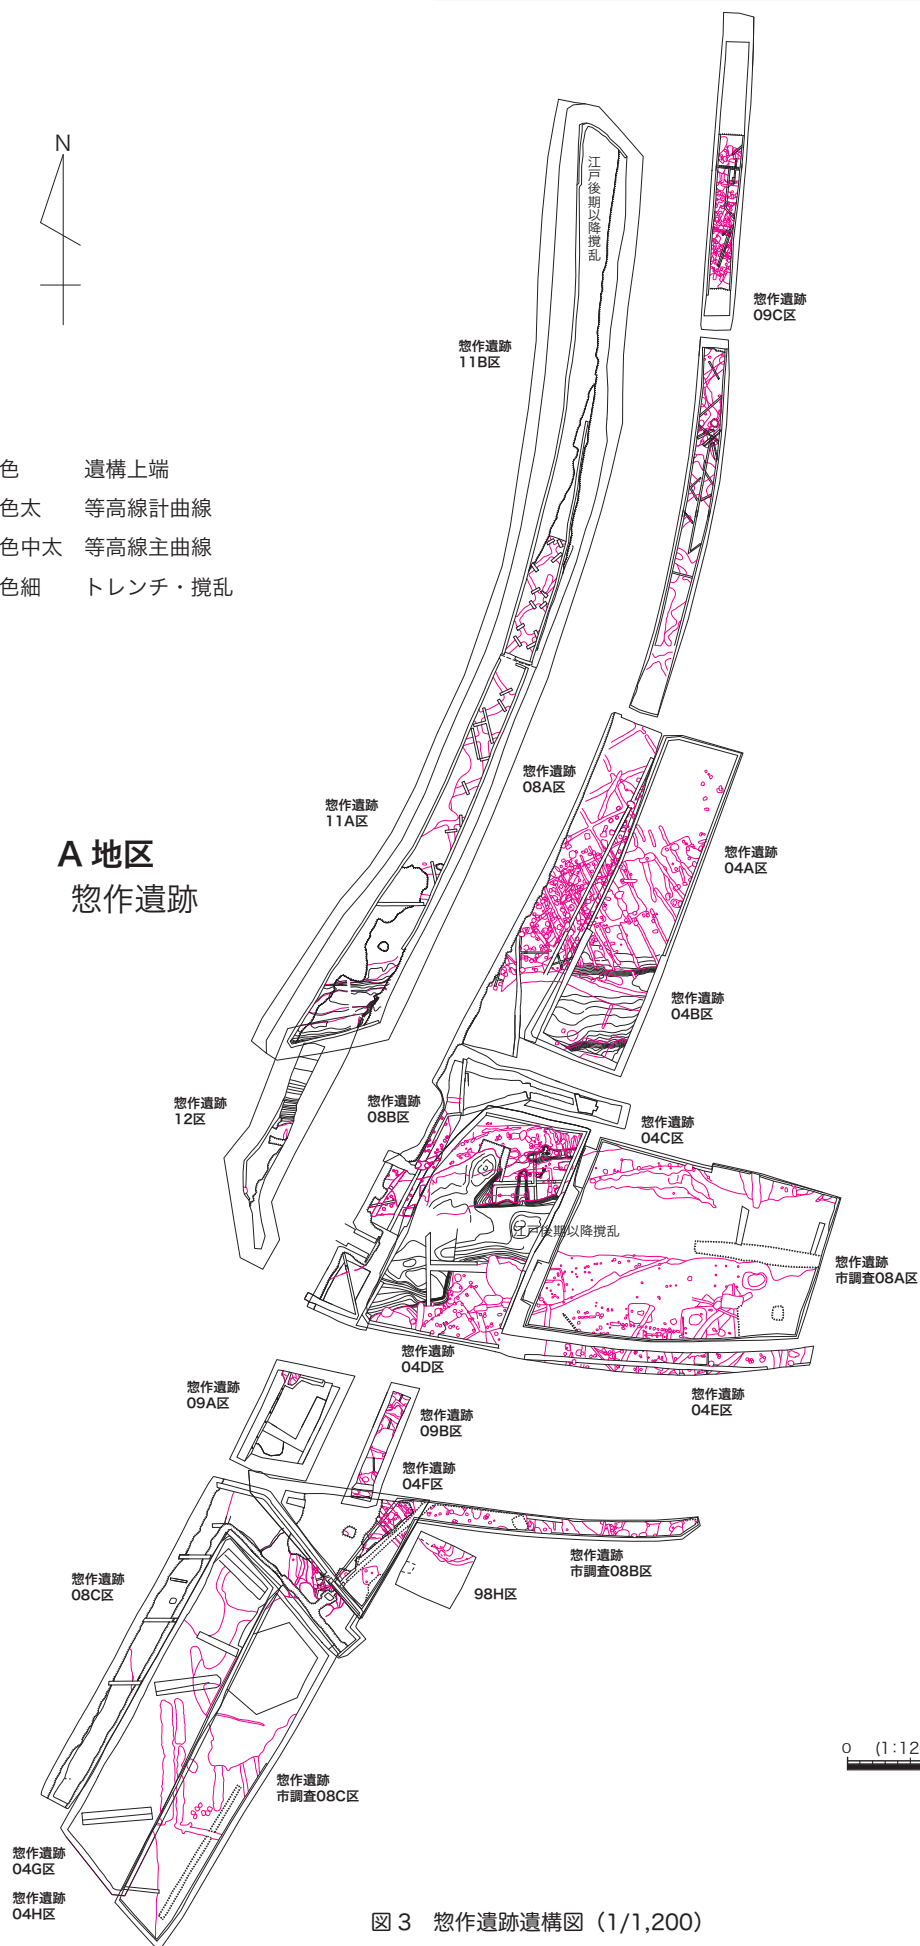 N
江戸後期以降撹乱
惣作遺跡
09C区
惣作遺跡
11B区
色　遺構上端
色太　等高線計曲線
色中太　等高線主曲線
色細　トレンチ・撹乱
惣作遺跡
08A区
惣作遺跡
11A区
A 地区
惣作遺跡
惣作遺跡
04A区
惣作遺跡
04B区
惣作遺跡
12区
惣作遺跡
08B区
惣作遺跡
04C区
江戸後期以降撹乱
惣作遺跡
市調査08A区
惣作遺跡
04D区
惣作遺跡
04E区
惣作遺跡
09A区
惣作遺跡
09B区
惣作遺跡
04F区
惣作遺跡
市調査08B区
惣作遺跡
08C区
98H区
0 (1:12
惣作遺跡
市調査08C区
惣作遺跡
04G区
惣作遺跡
04H区
図 3　惣作遺跡遺構図（1/1,200）